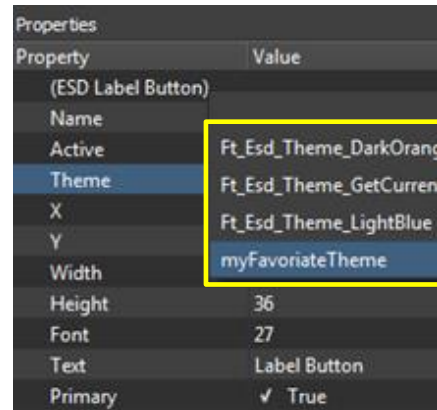 Properties
Property Value
(ESD Label Button)
Name
Active Ft_Esd_Theme_DarkOrang
Theme Ft_Esd_Theme_GetCurren
X Ft_Esd_Theme_LightBlue
Y
Width myFavoriateTheme
Height 36
Font 27
Text Label Button
Primary ✓ True